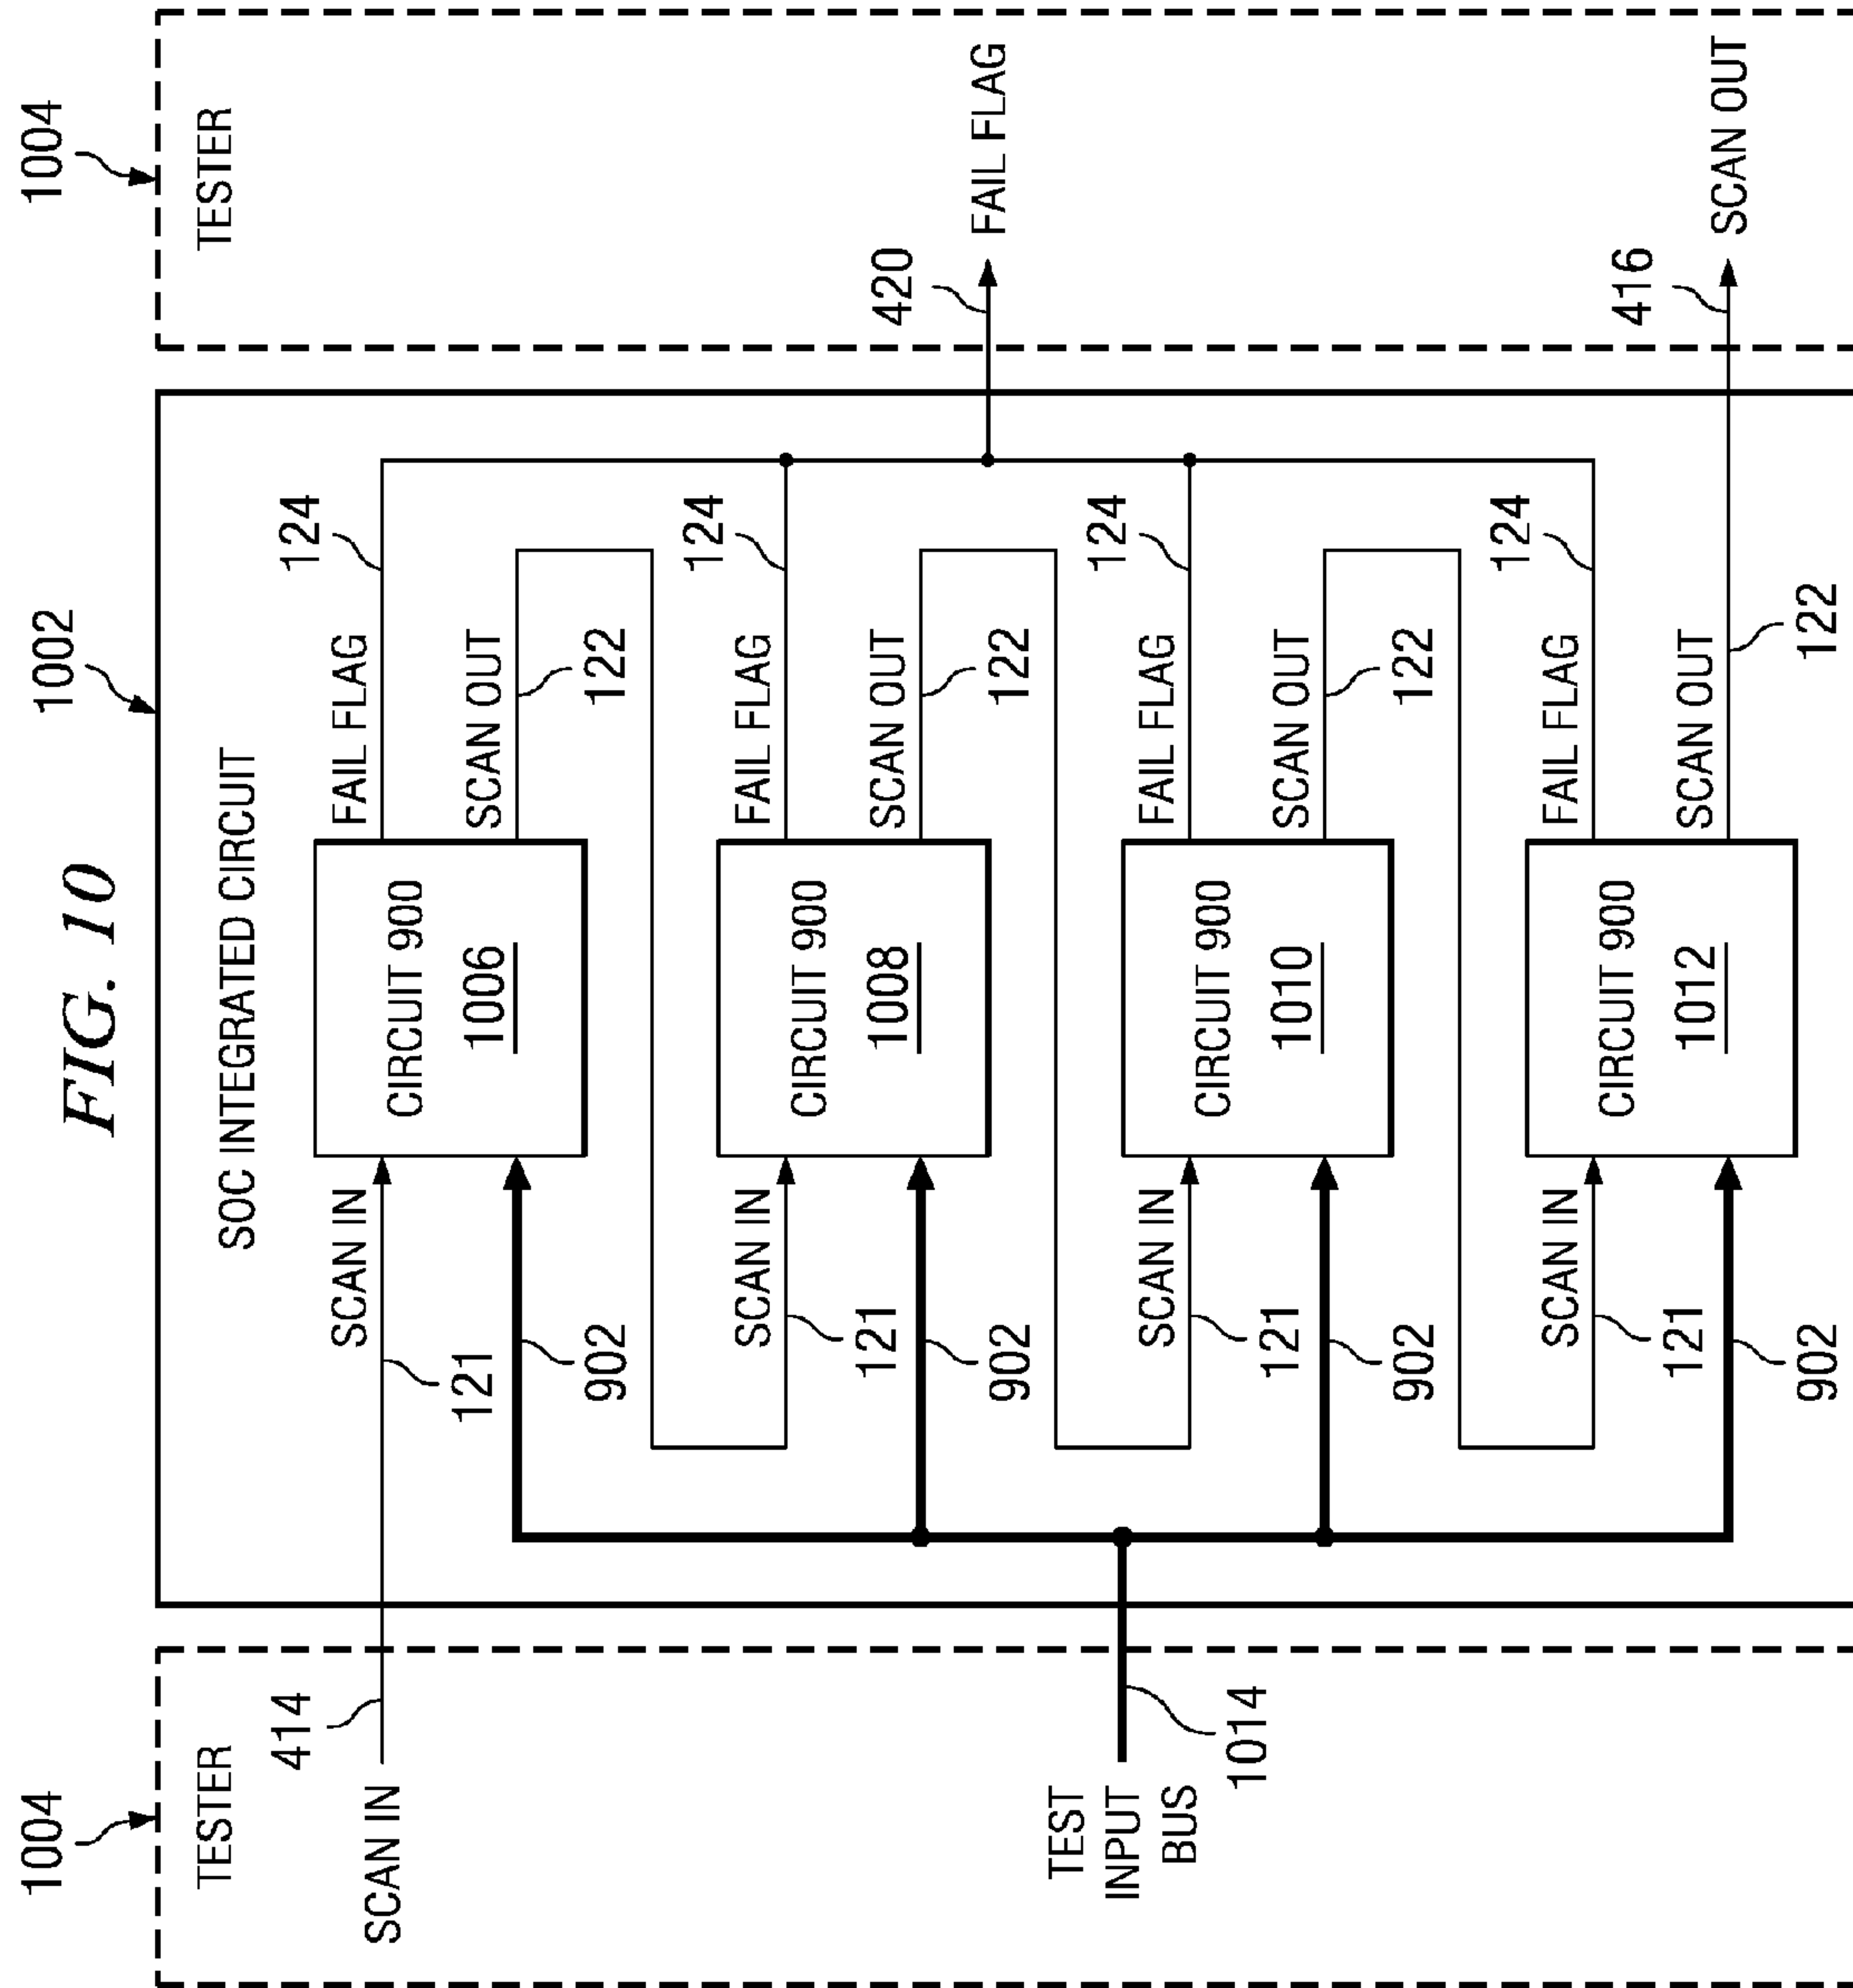 FIG. 10
1004
1002
1004
TESTER
SOC INTEGRATED CIRCUIT
TESTER
414
124
SCAN IN
SCAN IN
FAIL FLAG
CIRCUIT 900
121
1006
SCAN OUT
902
122
124
SCAN IN
FAIL FLAG
CIRCUIT 900
121
1008
SCAN OUT
420
902
122
FAIL FLAG
TEST
INPUT
BUS
1014
124
SCAN IN
FAIL FLAG
CIRCUIT 900
121
1010
SCAN OUT
902
122
124
SCAN IN
FAIL FLAG
CIRCUIT 900
416
121
1012
SCAN OUT
SCAN OUT
902
122